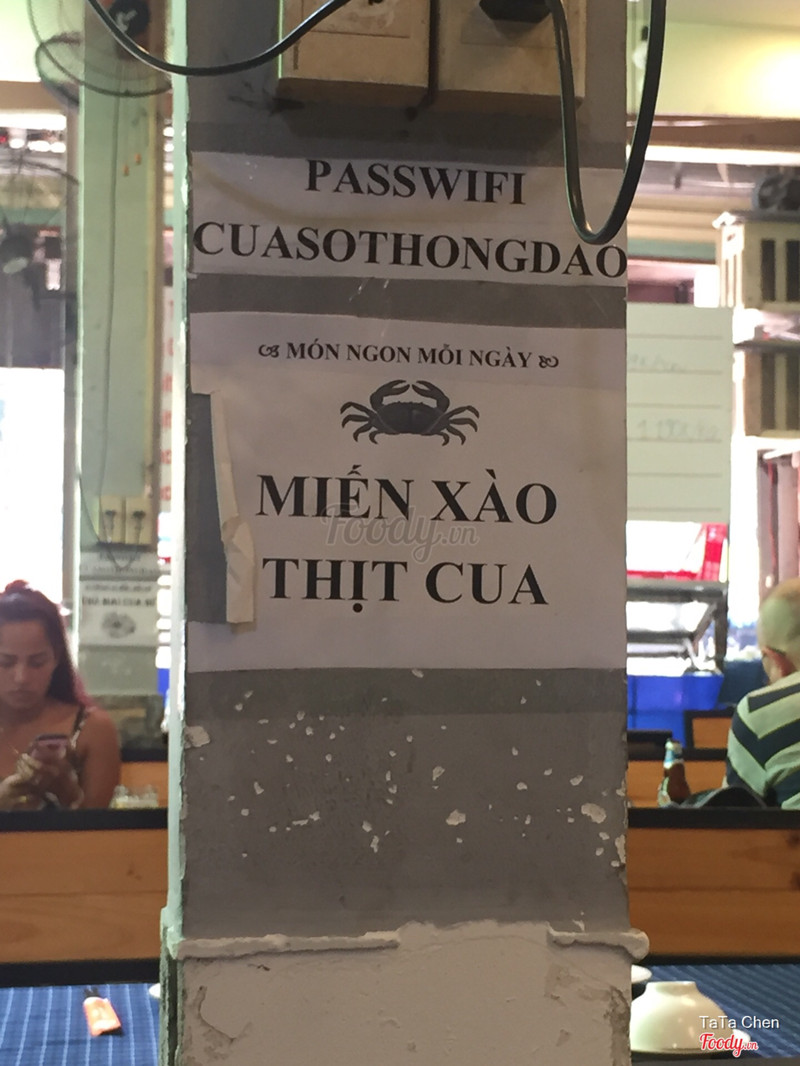 PASSWIFI
CUASOTHONGDAO
MÓN NGON MỖI NGÀY
MIẾN XÀO
THỊT CUA
Foody.vn
TaTa Chen
Foody.vn